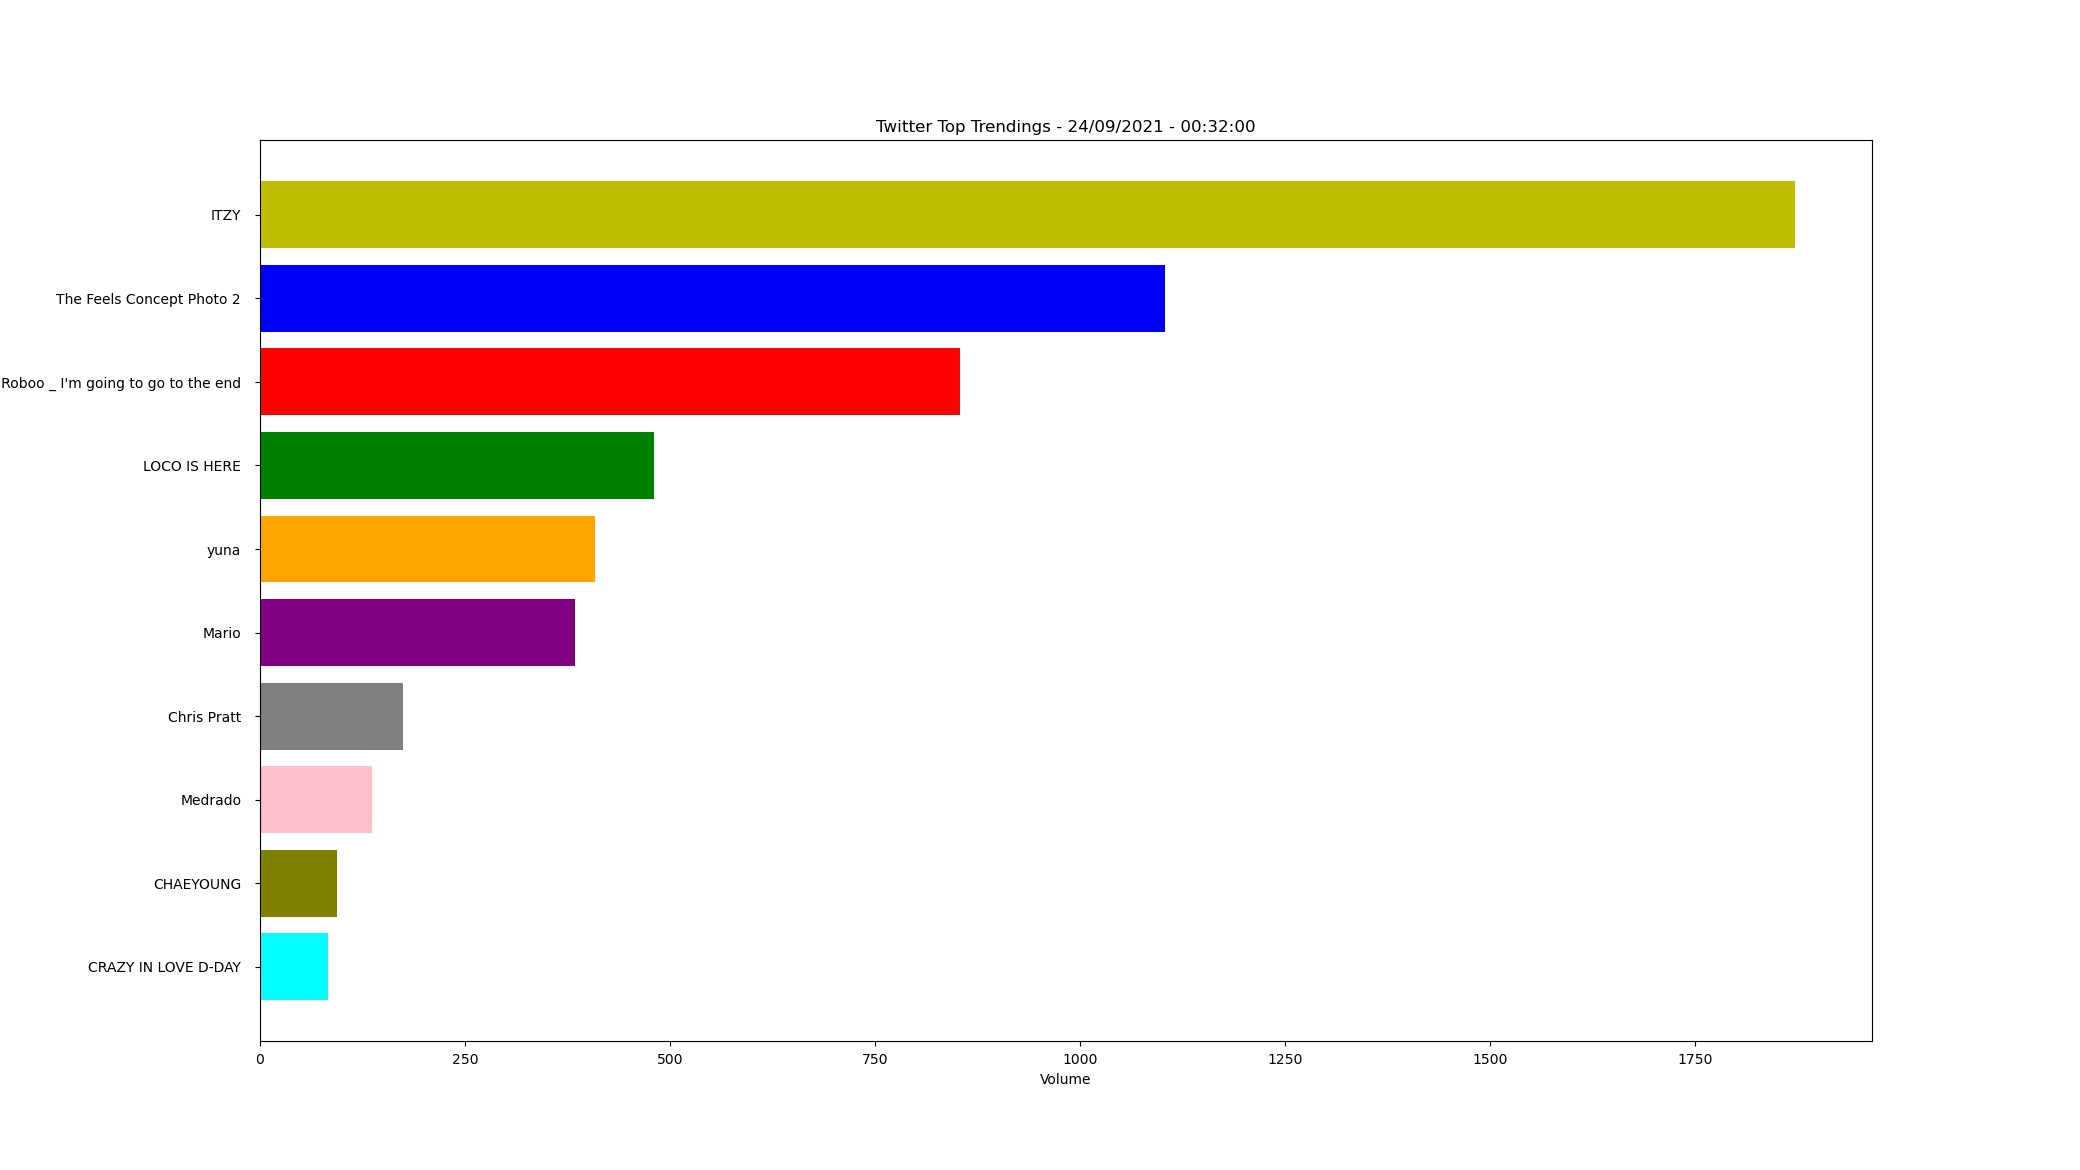 Twitter Top Trendings - 24/09/2021 - 00:32:00
ITZY
The Feels Concept Photo 2
Roboo _ I'm going to go to the end
LOCO IS HERE
yuna
Mario
Chris Pratt
Medrado
CHAEYOUNG
CRAZY IN LOVE D-DAY
0 250 500 750 1000 1250 1500 1750
Volume